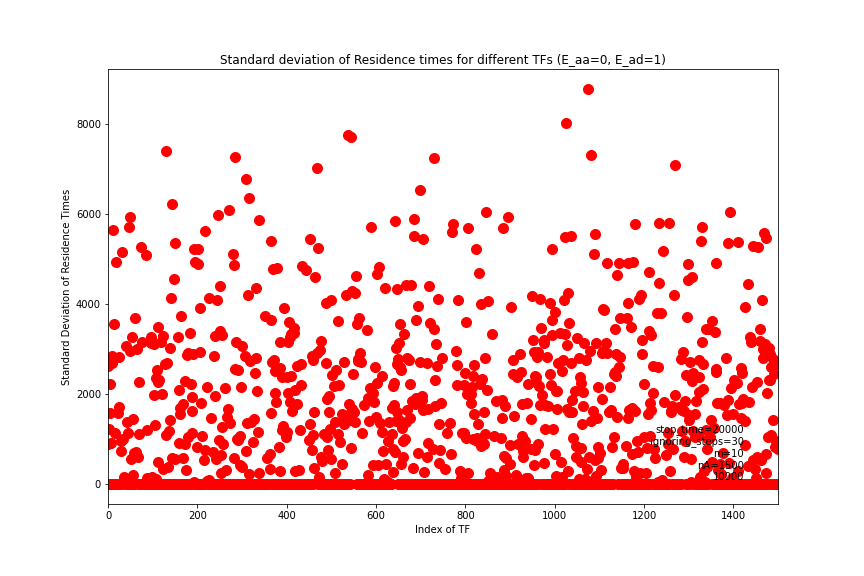 Standard deviation of Residence times for different TFs (E_aa=0, E_ad=1)
8000
6000
4000
2000
0
Standard Deviation of Residence Times
stop_time=20000
ignoring_steps=30
m=10
nA=1500
0 200 400 600 800 1000 1200 1400
Index of TF